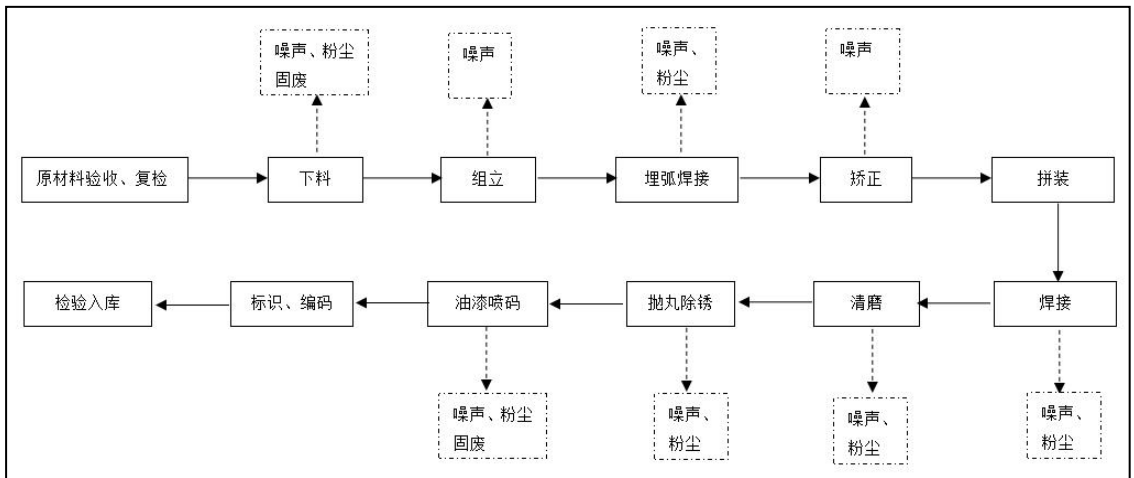 噪声、粉尘
固废
噪声
噪声、
粉尘
噪声
原材料验收、复检
下料
组立
埋弧焊接
矫正
拼装
检验入库
标识、编码
油漆喷码
抛丸除锈
清磨
焊接
噪声、粉尘
固废
噪声、
粉尘
噪声、
粉尘
噪声、
粉尘